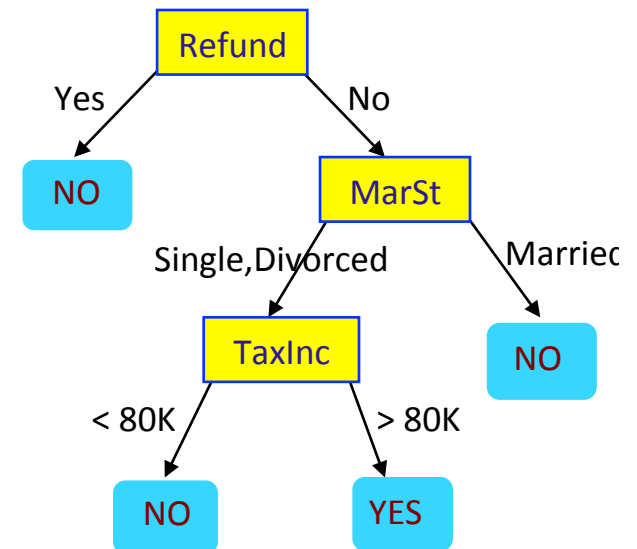 Refund
Yes
No
NO
MarSt
Single,Divorced
Married
TaxInc
NO
< 80K
> 80K
NO
YES